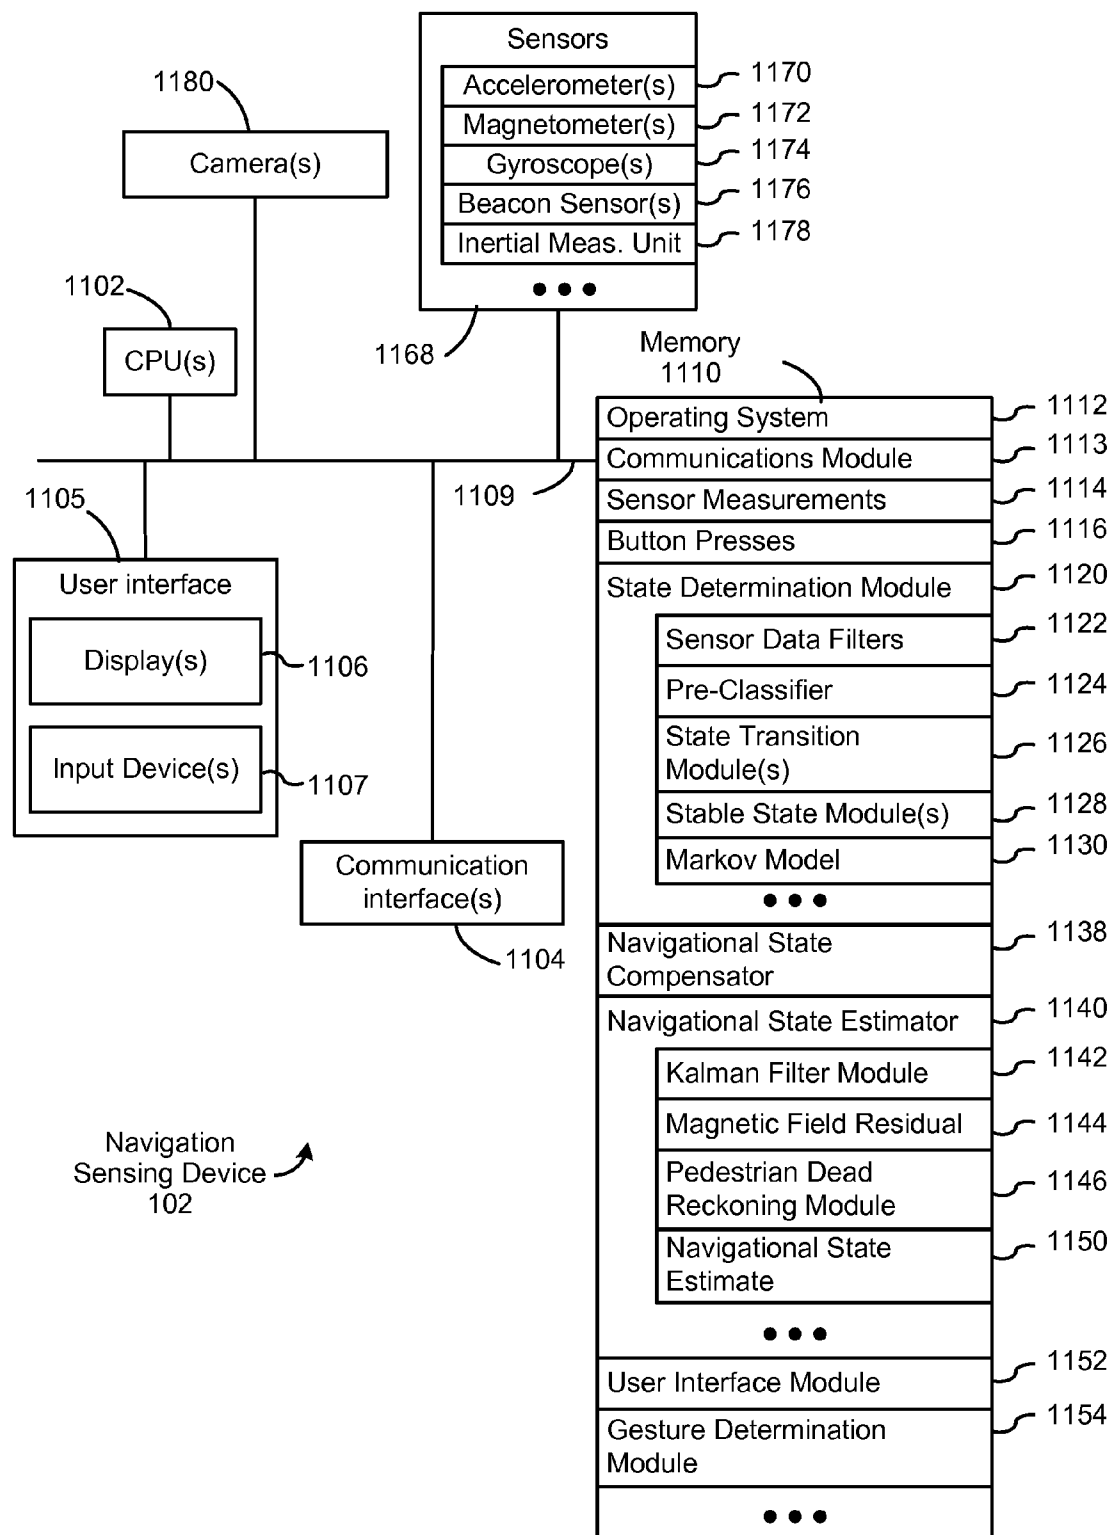 Sensors
Accelerometer(s)
1170
Magnetometer(s)
1172
Gyroscope(s)
1174
Beacon Sensor(s)
1176
Inertial Meas. Unit
1178
1168
1180
Camera(s)
1102
CPU(s)
1109
1105
User interface
Display(s)
1106
Input Device(s)
1107
Communication
interface(s)
1104
Memory
1110
Operating System
1112
Communications Module
1113
Sensor Measurements
1114
Button Presses
1116
State Determination Module
1120
Sensor Data Filters
1122
Pre-Classifier
1124
State Transition
Module(s)
1126
Stable State Module(s)
1128
Markov Model
1130
Navigational State
Compensator
1138
Navigational State Estimator
1140
Kalman Filter Module
1142
Magnetic Field Residual
1144
Pedestrian Dead
Reckoning Module
1146
Navigational State
Estimate
1150
User Interface Module
1152
Gesture Determination
Module
1154
Navigation
Sensing Device
102